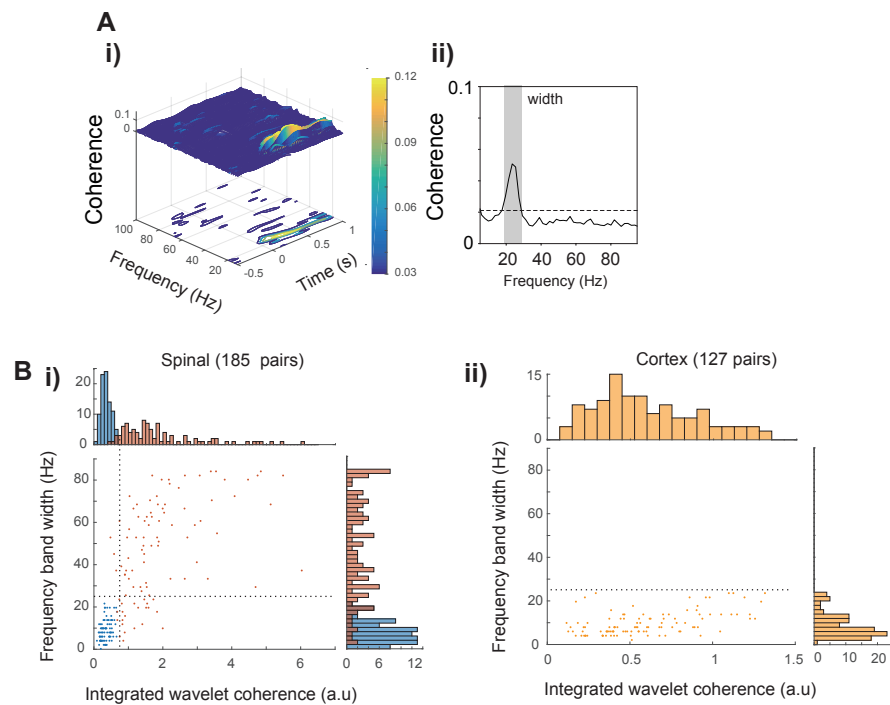 A
i)
ii)
0.12
0.09
0.06
0.03
Coherence
0.1
0
100
80
60
40
20
Frequency (Hz)
-0.5
0
0.5
1
Time (s)
0.1
0
Coherence
width
20
40
60
80
Frequency (Hz)
B
i)
Spinal (185 pairs)
20
0
80
60
40
20
0
Frequency band width (Hz)
0
2
4
6
Integrated wavelet coherence (a.u)
0
6
12
ii)
Cortex (127 pairs)
15
0
80
60
40
20
0
Frequency band width (Hz)
0
0.5
1
1.5
Integrated wavelet coherence (a.u)
0
10
20